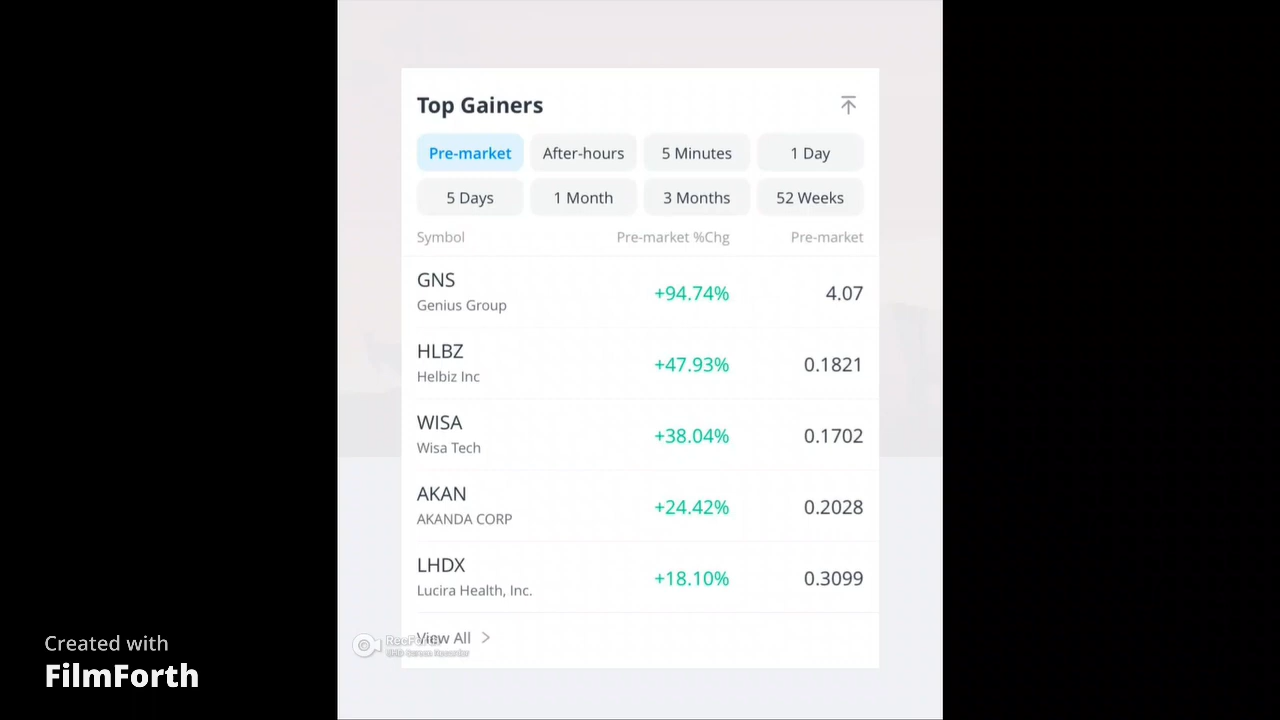 Top Gainers
Pre-market After-hours 5 Minutes 1 Day
5 Days 1 Month 3 Months 52 Weeks
Symbol Pre-market %Chg Pre-market
GNS
Genius Group
+94.74% 4.07
HLBZ
Helbiz Inc
+47.93% 0.1821
WISA
Wisa Tech
+38.04% 0.1702
AKAN
AKANDA CORP
+24.42% 0.2028
LHDX
Lucira Health, Inc.
+18.10% 0.3099
View All
Created with
FilmForth